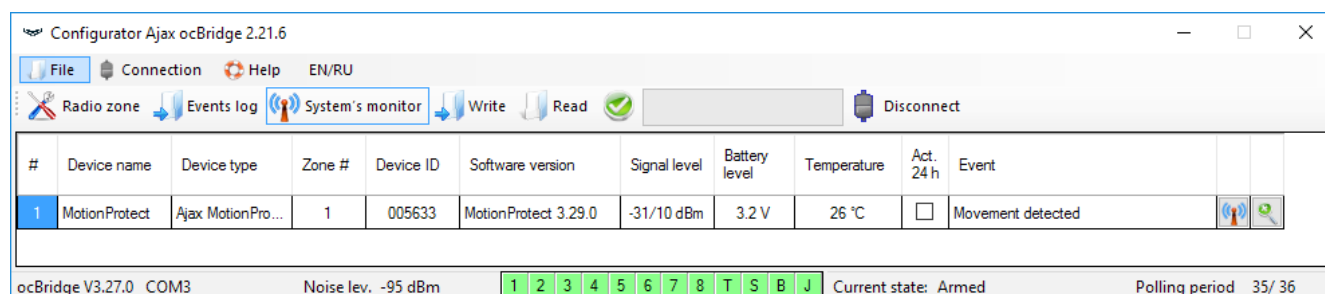 Configurator Ajax ocBridge 2.21.6
File Connection Help EN/RU
Radio zone Events log System's monitor Write Read Disconnect
# Device name Device type Zone # Device ID Software version Signal level Battery level Temperature Act. 24 h Event
1 MotionProtect Ajax MotionPro... 1 005633 MotionProtect 3.29.0 -31/10 dBm 3.2 V 26 °C Movement detected
ocBridge V3.27.0 COM3 Noise lev. -95 dBm 1 2 3 4 5 6 7 8 T S B J Current state: Armed Polling period 35/ 36